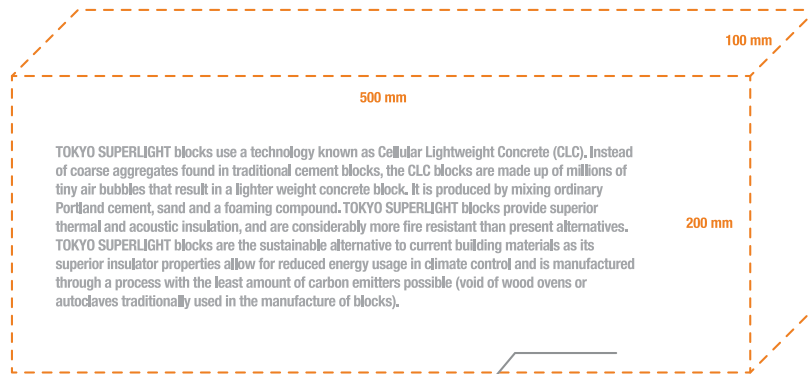 100 mm
500 mm
TOKYO SUPERLIGHT blocks use a technology known as Cellular Lightweight Concrete (CLC). Instead
of coarse aggregates found in traditional cement blocks, the CLC blocks are made up of millions of
tiny air bubbles that result in a lighter weight concrete block. It is produced by mixing ordinary
Portland cement, sand and a foaming compound. TOKYO SUPERLIGHT blocks provide superior
thermal and acoustic insulation, and are considerably more fire resistant than present alternatives.
TOKYO SUPERLIGHT blocks are the sustainable alternative to current building materials as its
superior insulator properties allow for reduced energy usage in climate control and is manufactured
through a process with the least amount of carbon emitters possible (void of wood ovens or
autoclaves traditionally used in the manufacture of blocks).
200 mm